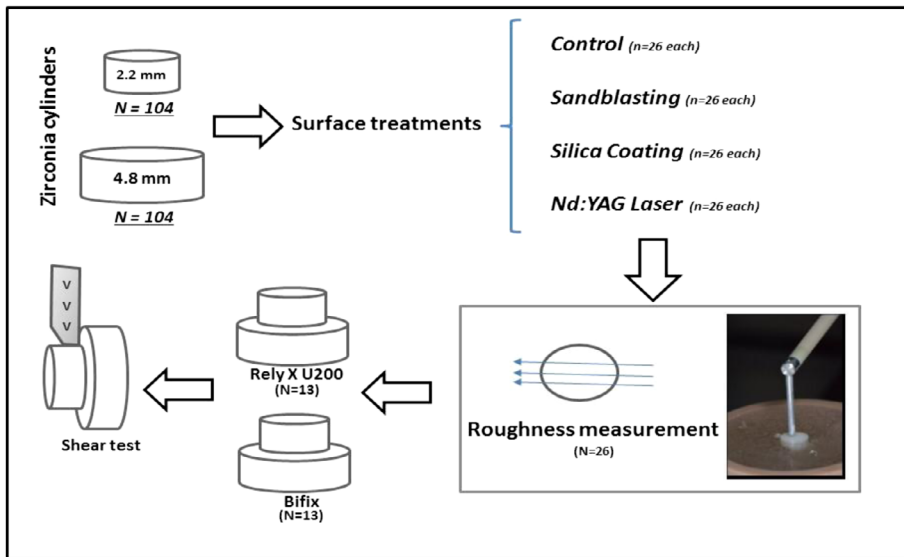 Zirconia cylinders
2.2 mm
N = 104
4.8 mm
N = 104
Surface treatments
Control (n=26 each)
Sandblasting (n=26 each)
Silica Coating (n=26 each)
Nd:YAG Laser (n=26 each)
Roughness measurement
(N=26)
Rely X U200
(N=13)
Bifix
(N=13)
V
V
V
Shear test